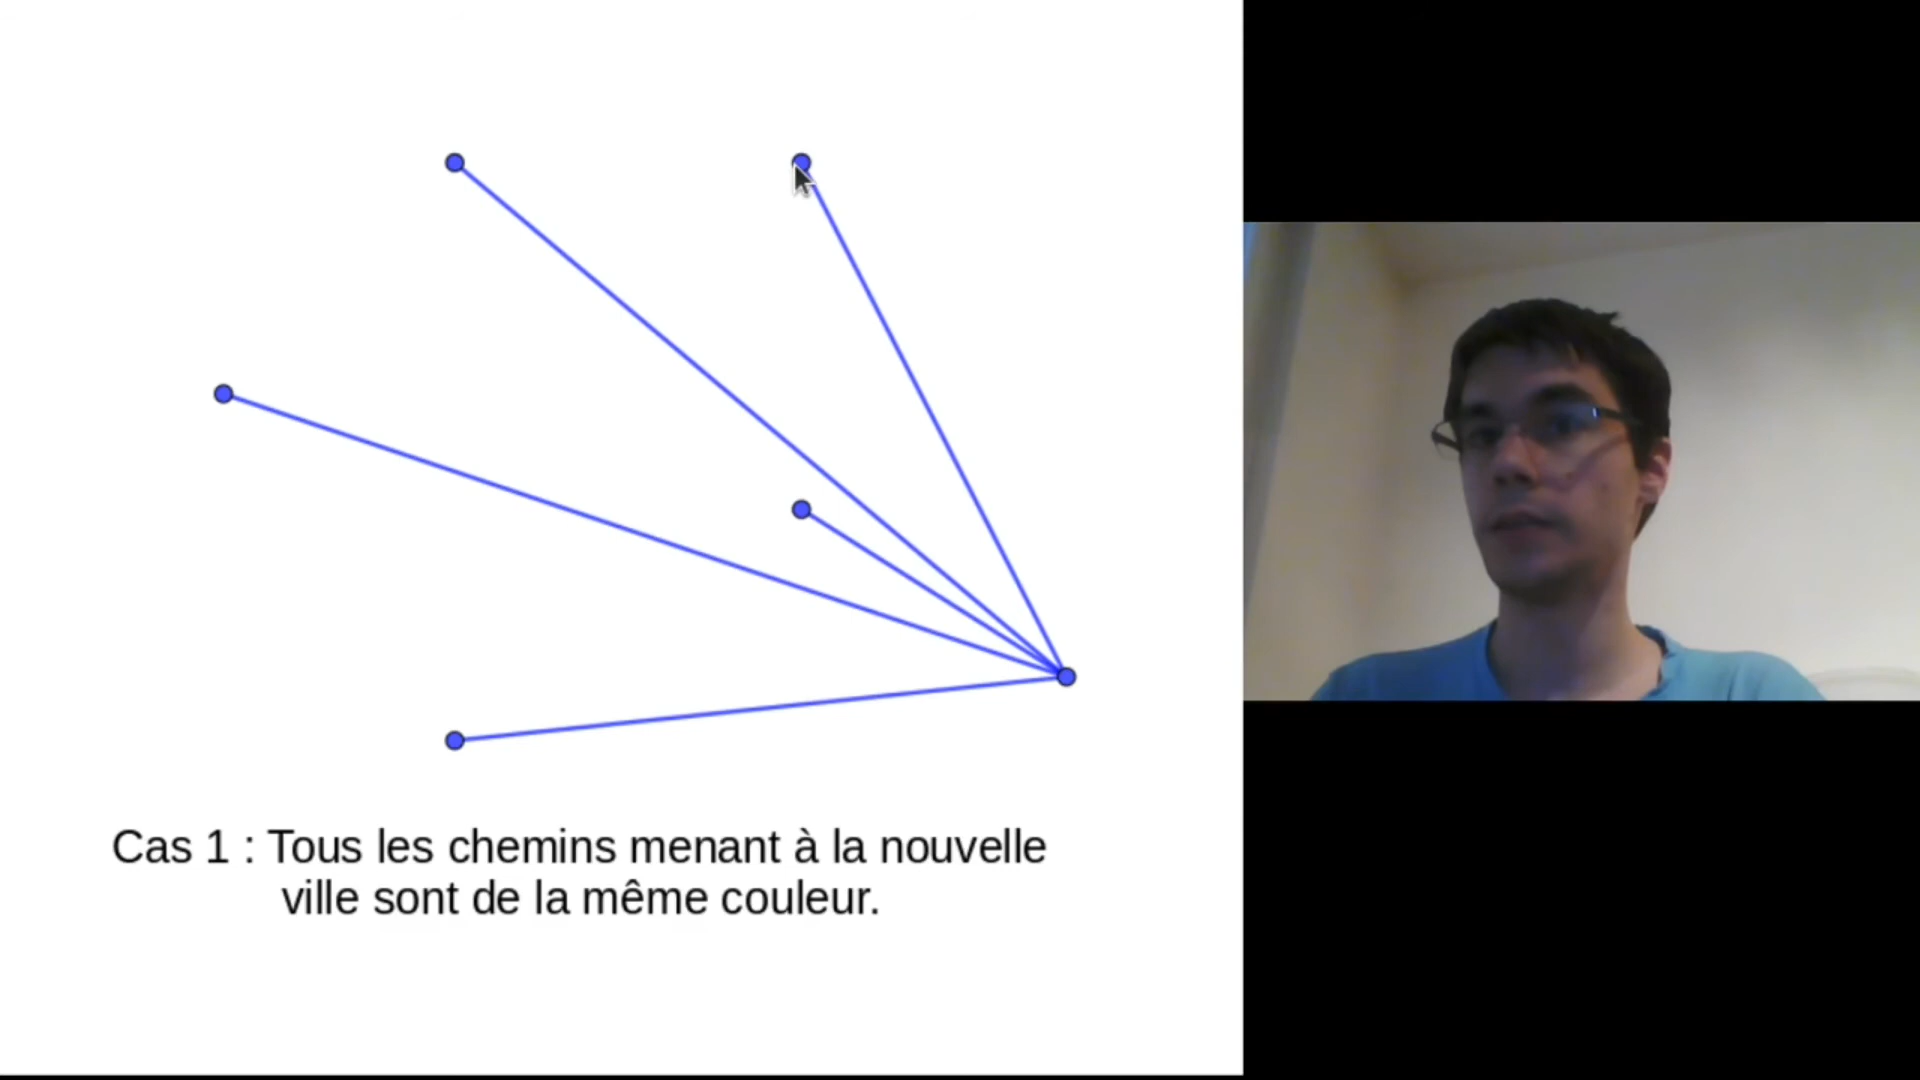 Cas 1 : Tous les chemins menant à la nouvelle
ville sont de la même couleur.